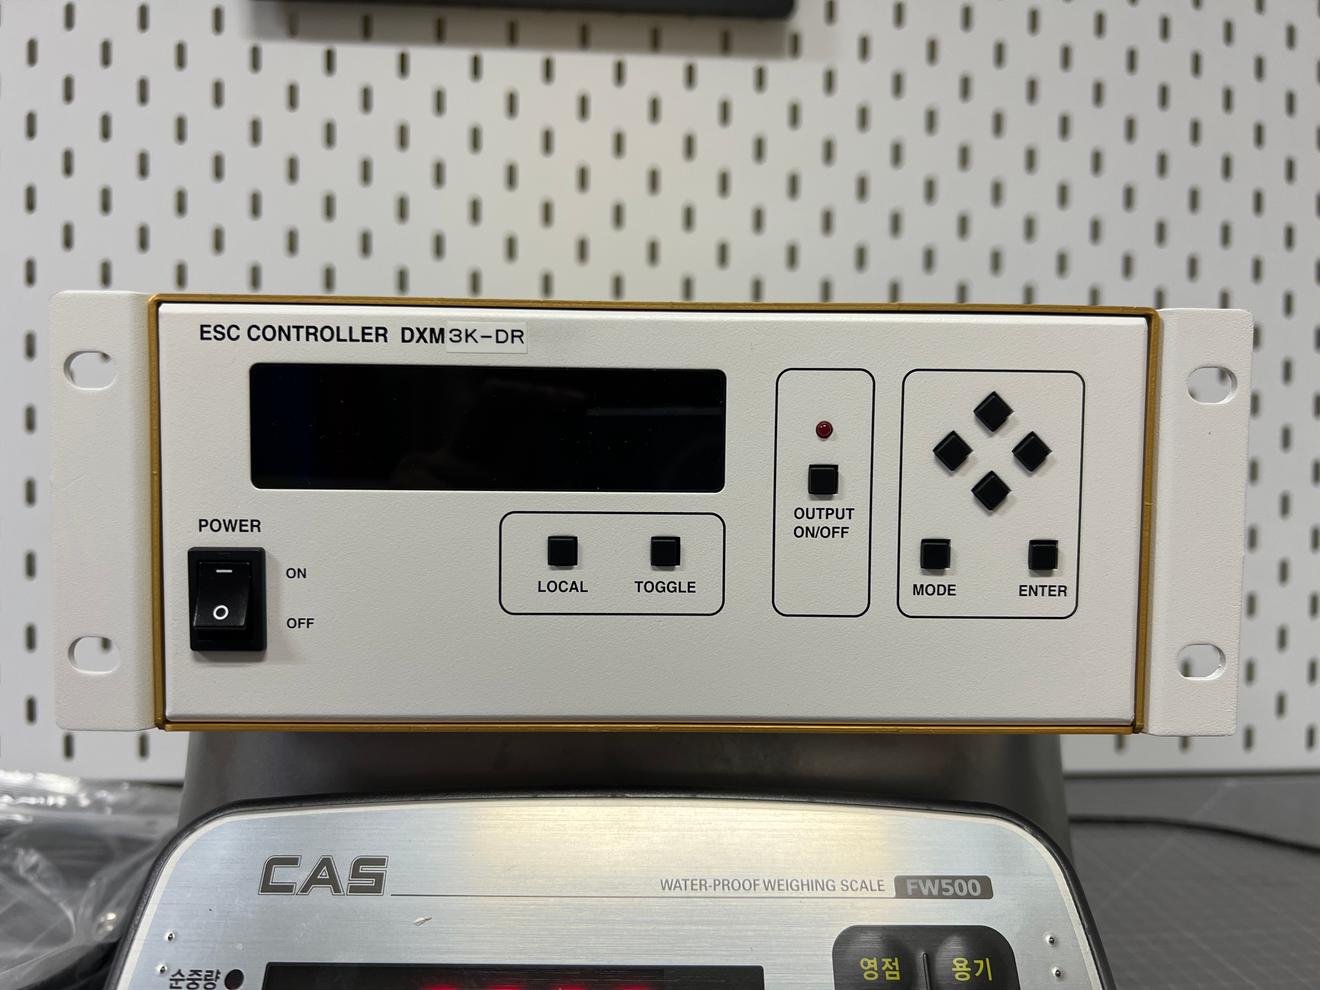 ESC CONTROLLER DXM3K-DR
POWER
ON
OFF
LOCAL
TOGGLE
OUTPUT
ON/OFF
MODE
ENTER
CAS
WATER-PROOF WEIGHING SCALE FW500
순중량
영점
용기